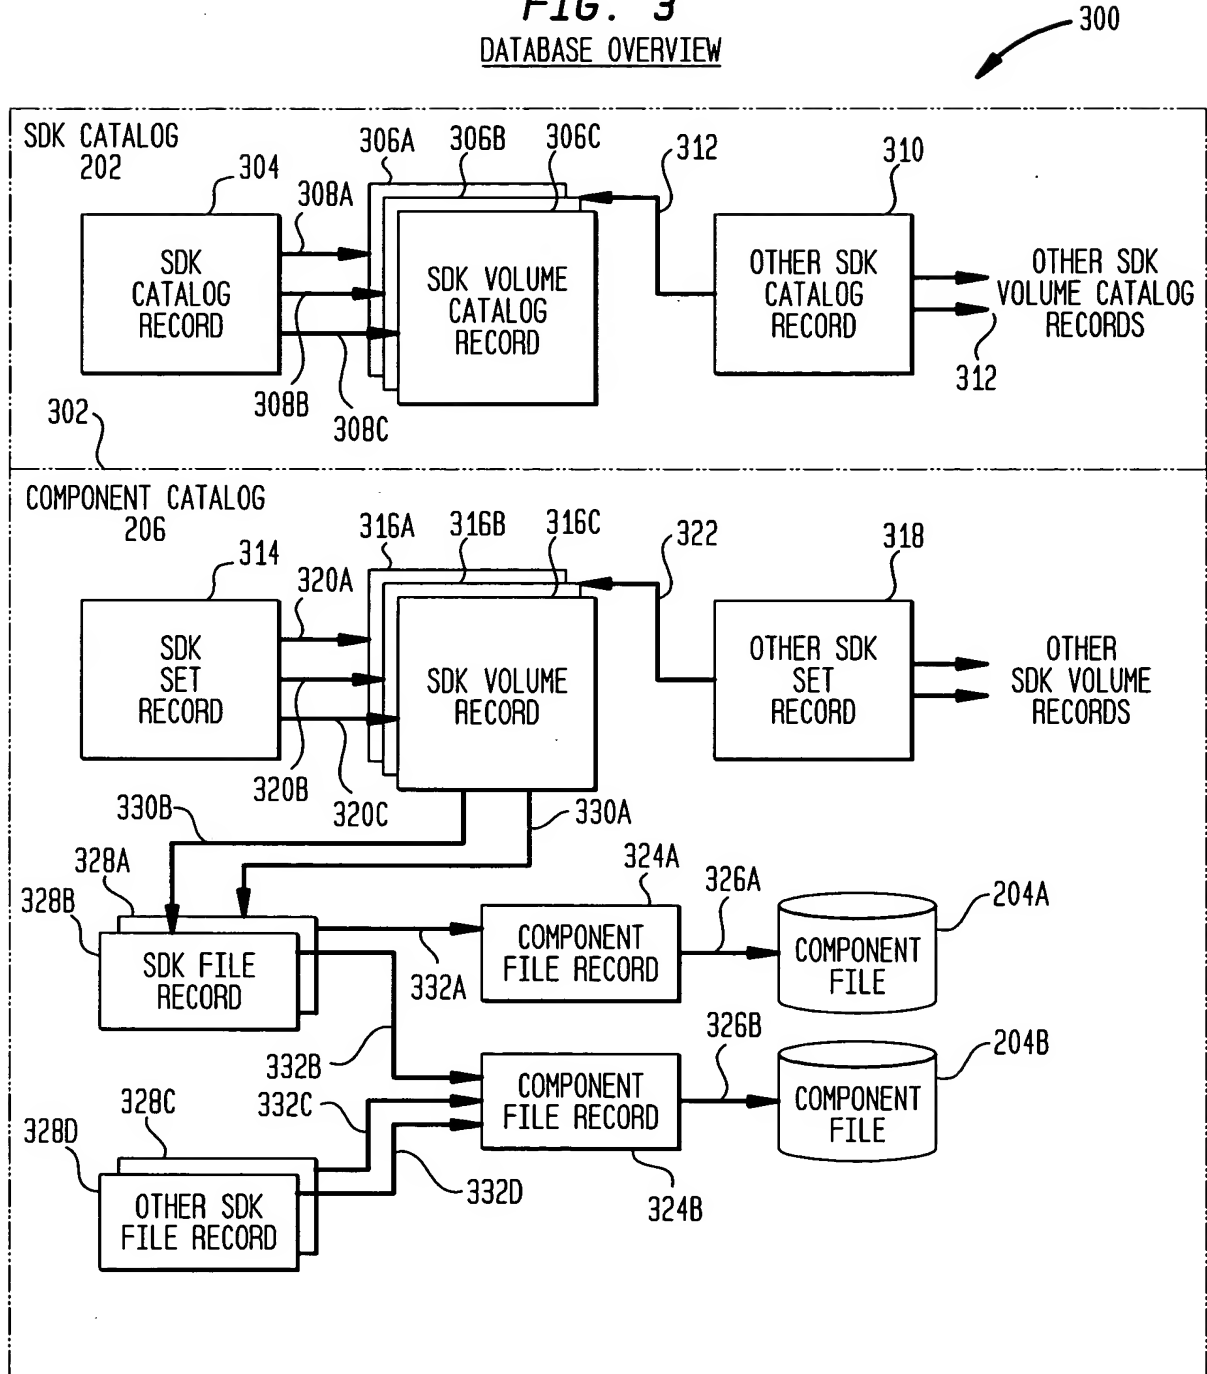 FIG. 3
DATABASE OVERVIEW
300
SDK CATALOG
202
304
308A
306A
306B
306C
312
310
SDK
CATALOG
RECORD
SDK VOLUME
CATALOG
RECORD
OTHER SDK
CATALOG
RECORD
OTHER SDK
VOLUME CATALOG
RECORDS
312
308B
308C
302
COMPONENT CATALOG
206
314
320A
316A
316B
316C
322
318
SDK
SET
RECORD
SDK VOLUME
RECORD
OTHER SDK
SET
RECORD
OTHER
SDK VOLUME
RECORDS
320B
320C
330B
330A
328A
328B
324A
326A
204A
SDK FILE
RECORD
332A
COMPONENT
FILE RECORD
COMPONENT
FILE
332B
326B
204B
328C
332C
328D
COMPONENT
FILE RECORD
COMPONENT
FILE
332D
324B
OTHER SDK
FILE RECORD